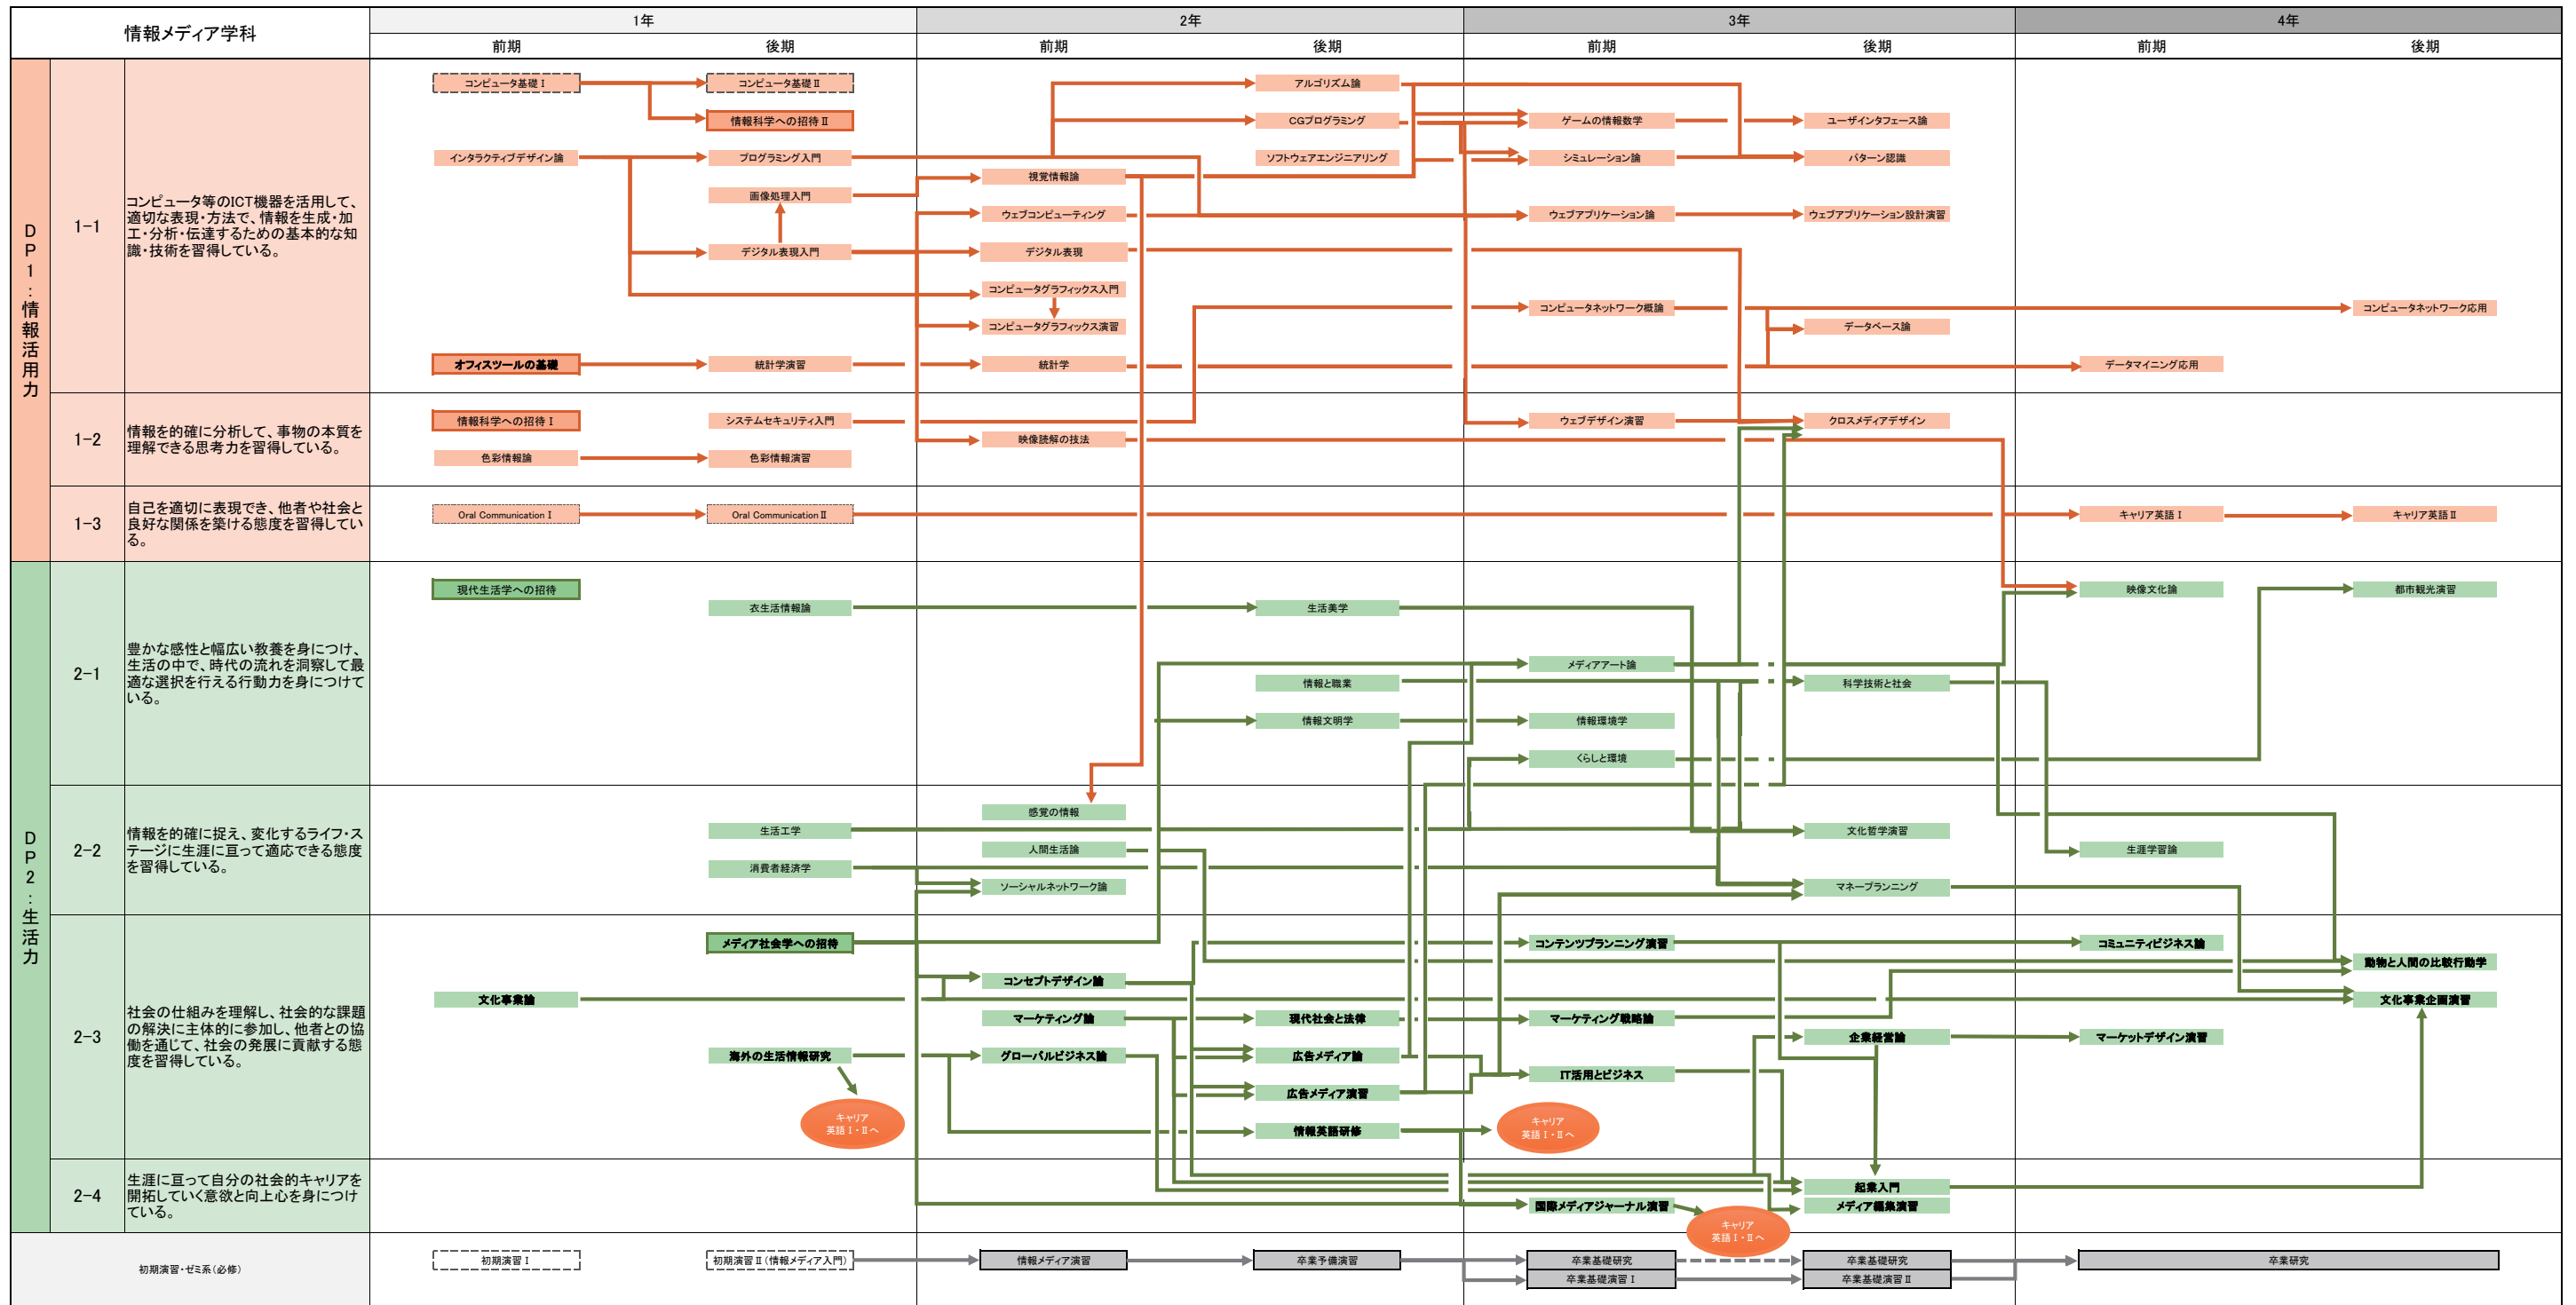 情報メディア学科
1年
2年
3年
4年
前期
後期
前期
後期
前期
後期
前期
後期
DP1:情報活用力
1-1
コンピュータ等のICT機器を活用して、
適切な表現・方法で、情報を生成・加
工・分析・伝達するための基本的な知
識・技術を習得している。
コンピュータ基礎Ⅰ
コンピュータ基礎Ⅱ
アルゴリズム論
情報科学への招待Ⅱ
CGプログラミング
ゲームの情報数学
ユーザインタフェース論
インタラクティブデザイン論
プログラミング入門
ソフトウェアエンジニアリング
シミュレーション論
パターン認識
視覚情報論
画像処理入門
ウェブコンピューティング
ウェブアプリケーション論
ウェブアプリケーション設計演習
デジタル表現入門
デジタル表現
コンピュータグラフィックス入門
コンピュータネットワーク概論
コンピュータネットワーク応用
コンピュータグラフィックス演習
データベース論
オフィスツールの基礎
統計学演習
統計学
データマイニング応用
1-2
情報を的確に分析して、事物の本質を
理解できる思考力を習得している。
情報科学への招待Ⅰ
システムセキュリティ入門
ウェブデザイン演習
クロスメディアデザイン
映像読解の技法
色彩情報論
色彩情報演習
1-3
自己を適切に表現でき、他者や社会と
良好な関係を築ける態度を習得してい
る。
Oral Communication Ⅰ
Oral Communication Ⅱ
キャリア英語Ⅰ
キャリア英語Ⅱ
DP2:生活力
2-1
豊かな感性と幅広い教養を身につけ、
生活の中で、時代の流れを洞察して最
適な選択を行える行動力を身につけて
いる。
現代生活学への招待
映像文化論
都市観光演習
衣生活情報論
生活美学
メディアアート論
情報と職業
科学技術と社会
情報文明学
情報環境学
くらしと環境
2-2
情報を的確に捉え、変化するライフ・ス
テージに生涯に亘って適応できる態度
を習得している。
感覚の情報
生活工学
文化哲学演習
人間生活論
生涯学習論
消費者経済学
ソーシャルネットワーク論
マネープランニング
2-3
社会の仕組みを理解し、社会的な課題
の解決に主体的に参加し、他者との協
働を通じて、社会の発展に貢献する態
度を習得している。
メディア社会学への招待
コンテンツプランニング演習
コミュニティビジネス論
動物と人間の比較行動学
コンセプトデザイン論
文化事業論
文化事業企画演習
マーケティング論
現代社会と法律
マーケティング戦略論
企業経営論
マーケットデザイン演習
海外の生活情報研究
グローバルビジネス論
広告メディア論
IT活用とビジネス
広告メディア演習
キャリア
英語Ⅰ・Ⅱへ
情報英語研修
キャリア
英語Ⅰ・Ⅱへ
2-4
生涯に亘って自分の社会的キャリアを
開拓していく意欲と向上心を身につけ
ている。
起業入門
国際メディアジャーナル演習
メディア編集演習
キャリア
英語Ⅰ・Ⅱへ
初期演習・ゼミ系(必修)
初期演習Ⅰ
初期演習Ⅱ(情報メディア入門)
情報メディア演習
卒業予備演習
卒業基礎研究
卒業基礎研究
卒業研究
卒業基礎演習Ⅰ
卒業基礎演習Ⅱ